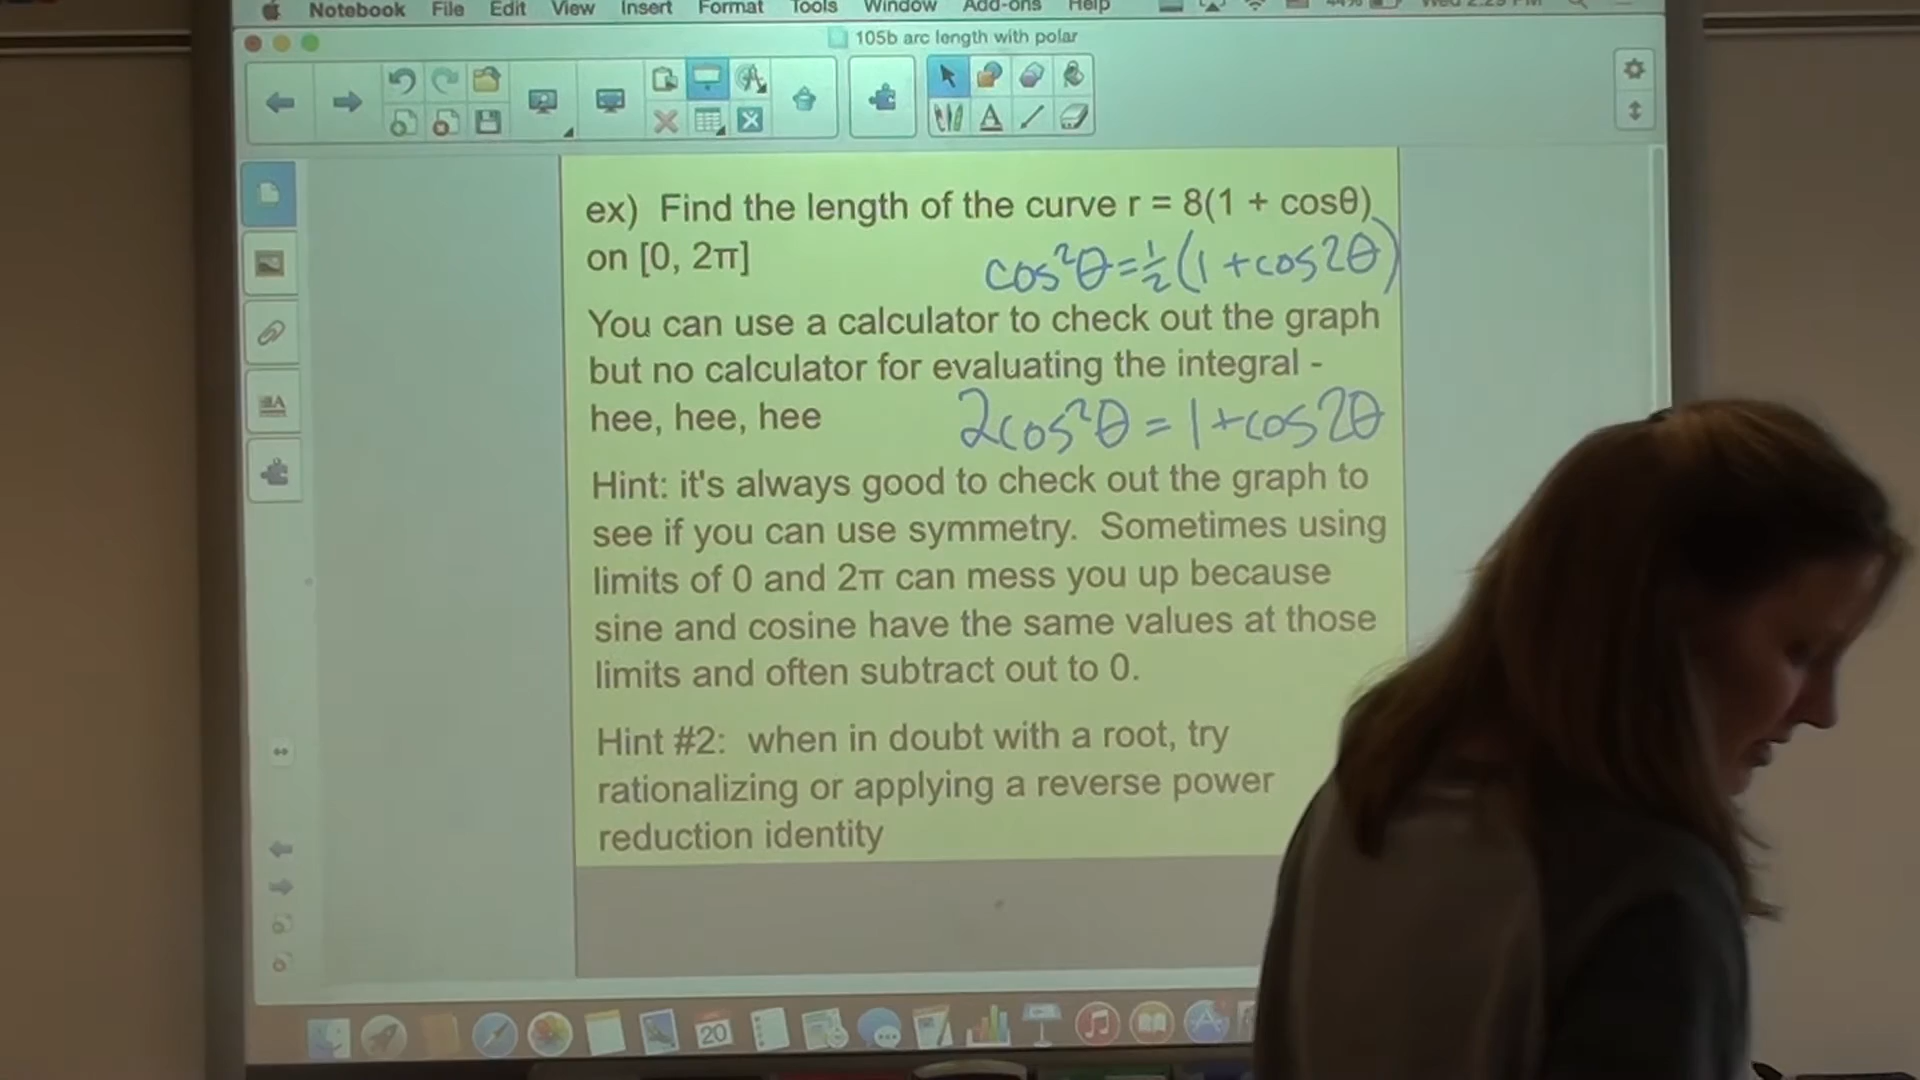 Notebook File Edit View Insert Format Tools Window Add-ons Help
105b arc length with polar
ex) Find the length of the curve r = 8(1 + cosθ)
on [0, 2π]
cos²θ=½(1+cos2θ)
You can use a calculator to check out the graph
but no calculator for evaluating the integral -
hee, hee, hee
2cos²θ = 1+cos2θ
Hint: it's always good to check out the graph to
see if you can use symmetry. Sometimes using
limits of 0 and 2π can mess you up because
sine and cosine have the same values at those
limits and often subtract out to 0.
Hint #2: when in doubt with a root, try
rationalizing or applying a reverse power
reduction identity
20